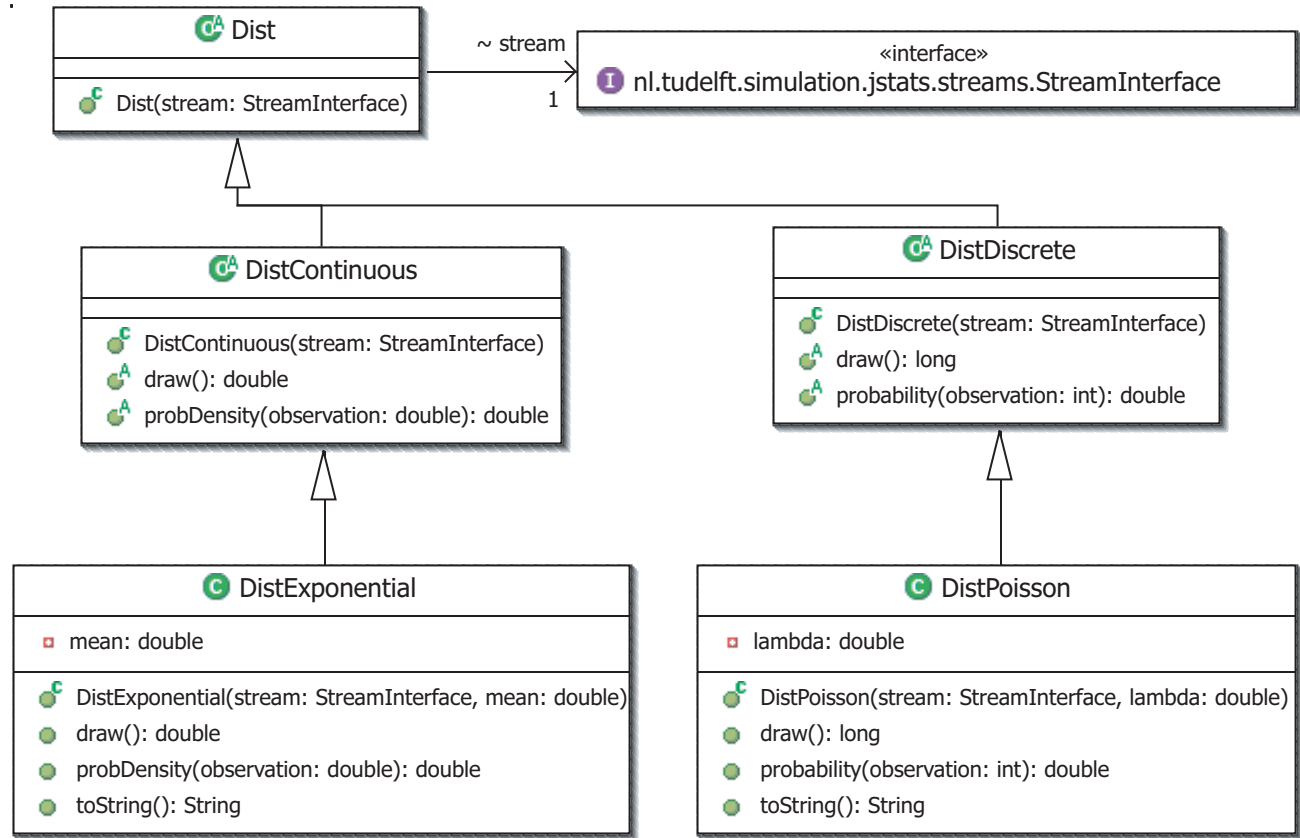 Dist
Dist(stream: StreamInterface)
~ stream
1
«interface»
I nl.tudelft.simulation.jstats.streams.StreamInterface
DistContinuous
C DistContinuous(stream: StreamInterface)
A draw(): double
A probDensity(observation: double): double
DistDiscrete
C DistDiscrete(stream: StreamInterface)
A draw(): long
A probability(observation: int): double
C DistExponential
mean: double
C DistExponential(stream: StreamInterface, mean: double)
draw(): double
probDensity(observation: double): double
toString(): String
C DistPoisson
lambda: double
C DistPoisson(stream: StreamInterface, lambda: double)
draw(): long
probability(observation: int): double
toString(): String